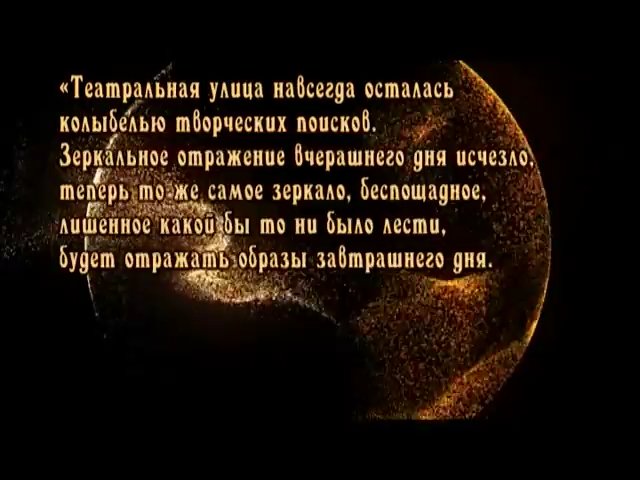 «Театральная улица навсегда осталась
колыбелью творческих поисков.
Зеркальное отражение вчерашнего дня исчезло,
теперь то же самое зеркало, беспощадное,
лишенное какой бы то ни было лести,
будет отражать образы завтрашнего дня.